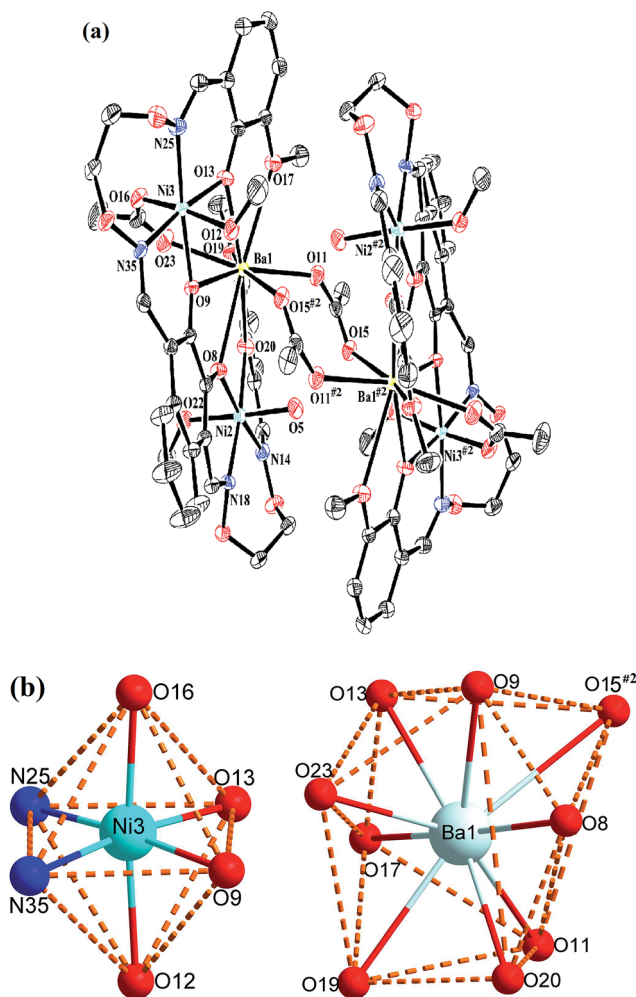 (a)
N25
O13
O17
O16
Ni3
O12
O19
O23
Ba1
O11
N35
O9
O15#2
Ni2#2
O15
O20
O8
O11#2
Ba1#2
O22
Ni2
O5
N14
Ni3#2
N18
(b)
O16
N25
O13
Ni3
N35
O9
O12
O13
O9
O15#2
O23
Ba1
O8
O17
O11
O19
O20